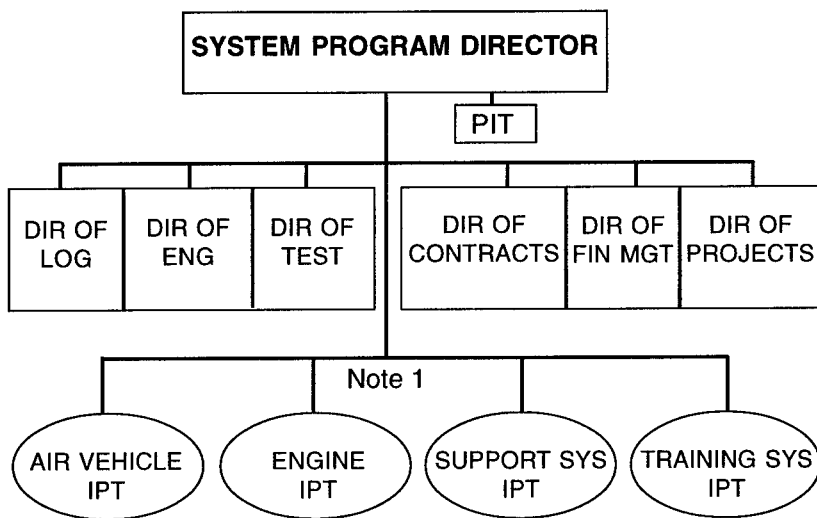 SYSTEM PROGRAM DIRECTOR
PIT
DIR OF
LOG
DIR OF
ENG
DIR OF
TEST
DIR OF
CONTRACTS
DIR OF
FIN MGT
DIR OF
PROJECTS
Note 1
AIR VEHICLE
IPT
ENGINE
IPT
SUPPORT SYS
IPT
TRAINING SYS
IPT